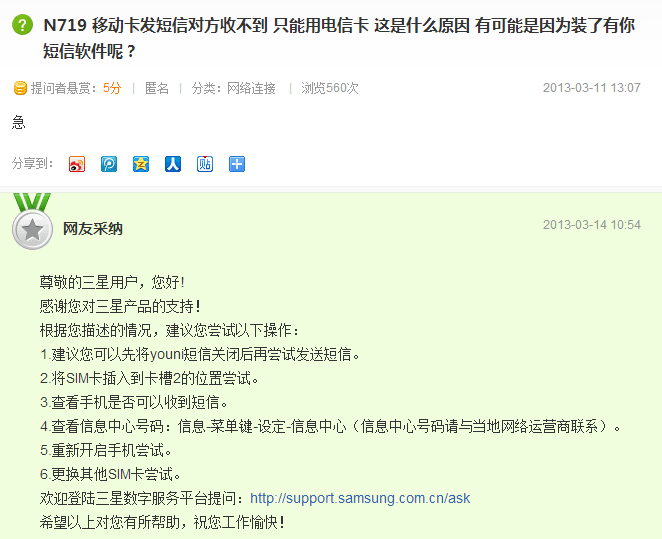 N719 移动卡发短信对方收不到 只能用电信卡 这是什么原因 有可能是因为装了有你
短信软件呢？
提问者悬赏：5分 | 匿名 | 分类：网络连接 | 浏览560次 2013-03-11 13:07
急
分享到：
网友采纳 2013-03-14 10:54
尊敬的三星用户，您好！
感谢您对三星产品的支持！
根据您描述的情况，建议您尝试以下操作：
1.建议您可以先将youni短信关闭后再尝试发送短信。
2.将SIM卡插入到卡槽2的位置尝试。
3.查看手机是否可以收到短信。
4.查看信息中心号码：信息-菜单键-设定-信息中心（信息中心号码请与当地网络运营商联系）。
5.重新开启手机尝试。
6.更换其他SIM卡尝试。
欢迎登陆三星数字服务平台提问：http://support.samsung.com.cn/ask
希望以上对您有所帮助，祝您工作愉快！